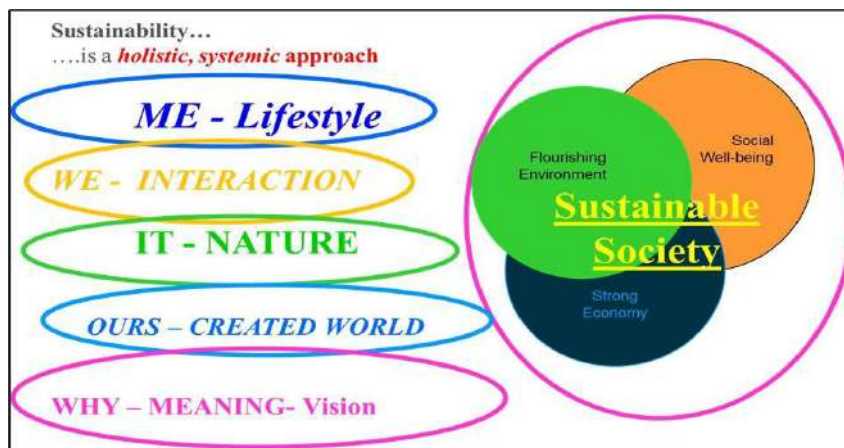 Sustainability…
….is a holistic, systemic approach
ME - Lifestyle
WE - INTERACTION
IT - NATURE
OURS – CREATED WORLD
WHY – MEANING- Vision
Flourishing
Environment
Social
Well-being
Sustainable
Society
Strong
Economy